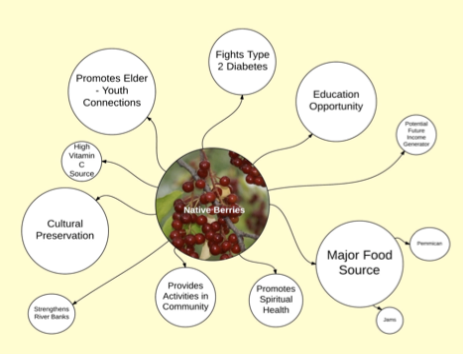 Fights Type
2 Diabetes
Promotes Elder
- Youth
Connections
Education
Opportunity
Potential
Future
Income
Generator
High
Vitamin
C
Source
Native Berries
Cultural
Preservation
Major Food
Source
Pemmican
Provides
Activities in
Community
Promotes
Spiritual
Health
Strengthens
River Banks
Jams